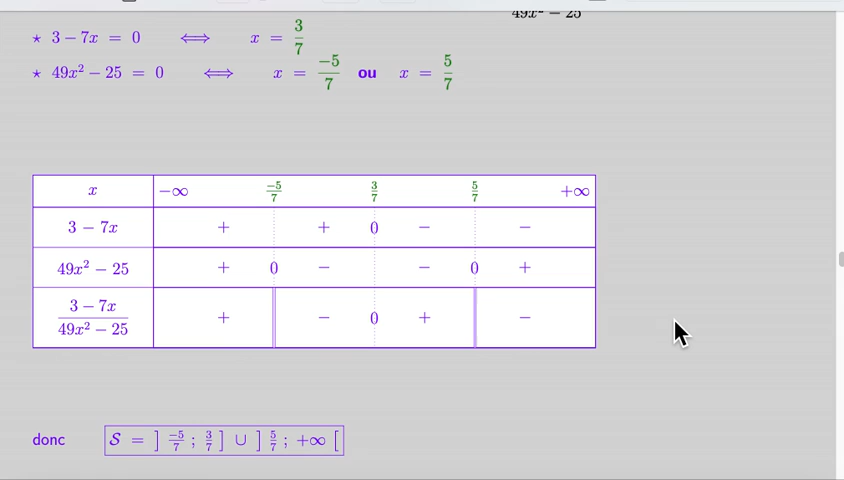 49x² − 25
⋆ 3 − 7x = 0 ⟺ x = 3/7
⋆ 49x² − 25 = 0 ⟺ x = −5/7 ou x = 5/7
x −∞ −5/7 3/7 5/7 +∞
3 − 7x + + 0 − −
49x² − 25 + 0 − − 0 +
(3 − 7x)/(49x² − 25) + || − 0 + || −
donc S = ] −5/7 ; 3/7 ] ∪ ] 5/7 ; +∞ [